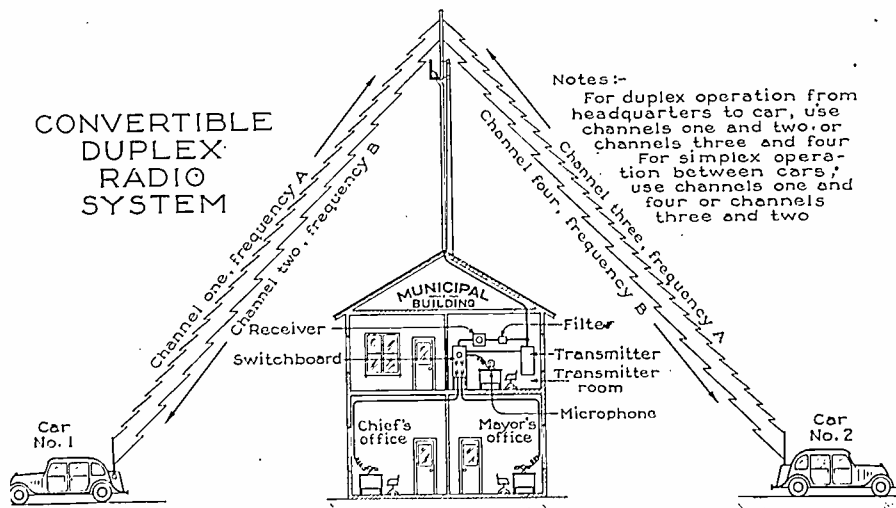 CONVERTIBLE
DUPLEX
RADIO
SYSTEM
Notes:-
For duplex operation from
headquarters to car, use
channels one and two or
channels three and four
For simplex opera-
tion between cars,
use channels one and
four or channels
three and two
Channel one, frequency A
Channel two, frequency B
Channel three, frequency A
Channel four, frequency B
MUNICIPAL
BUILDING
Receiver
Filter
Switchboard
Transmitter
Transmitter
room
Microphone
Chief's
office
Mayor's
office
Car
No. 1
Car
No. 2